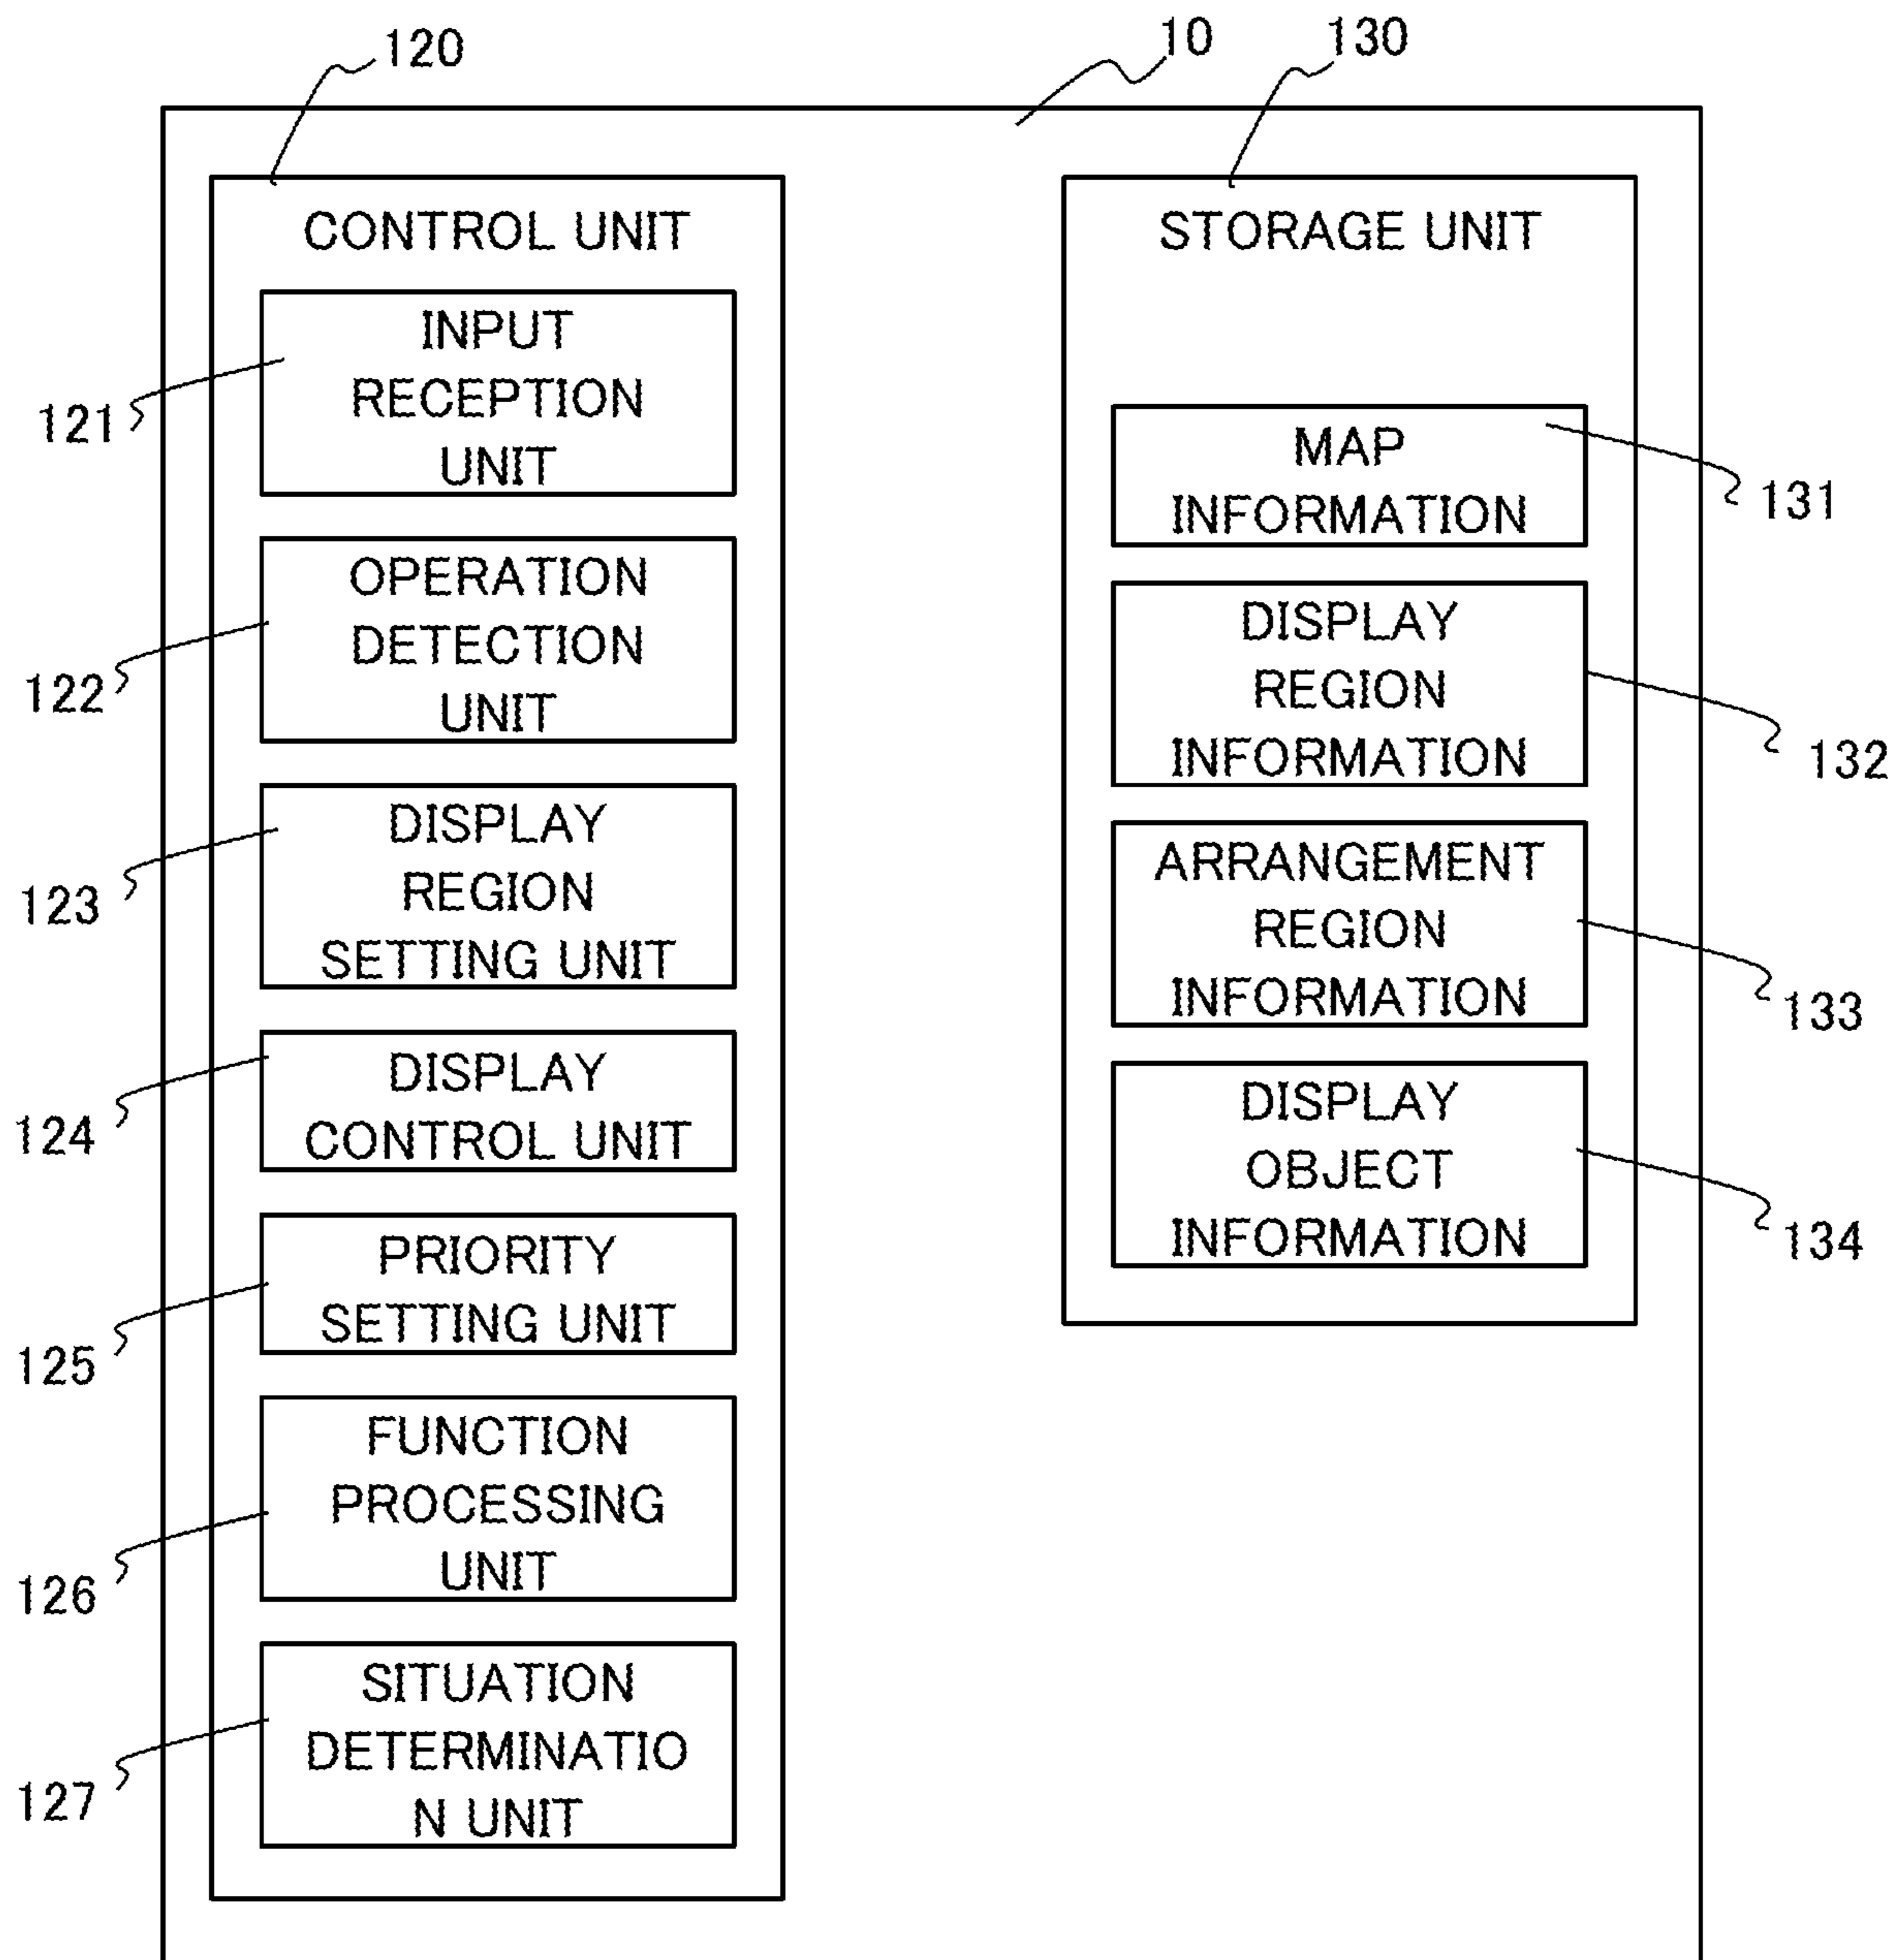 120
10
130
CONTROL UNIT
INPUT
RECEPTION
UNIT
121
OPERATION
DETECTION
UNIT
122
DISPLAY
REGION
SETTING UNIT
123
DISPLAY
CONTROL UNIT
124
PRIORITY
SETTING UNIT
125
FUNCTION
PROCESSING
UNIT
126
SITUATION
DETERMINATIO
N UNIT
127
STORAGE UNIT
MAP
INFORMATION
131
DISPLAY
REGION
INFORMATION
132
ARRANGEMENT
REGION
INFORMATION
133
DISPLAY
OBJECT
INFORMATION
134